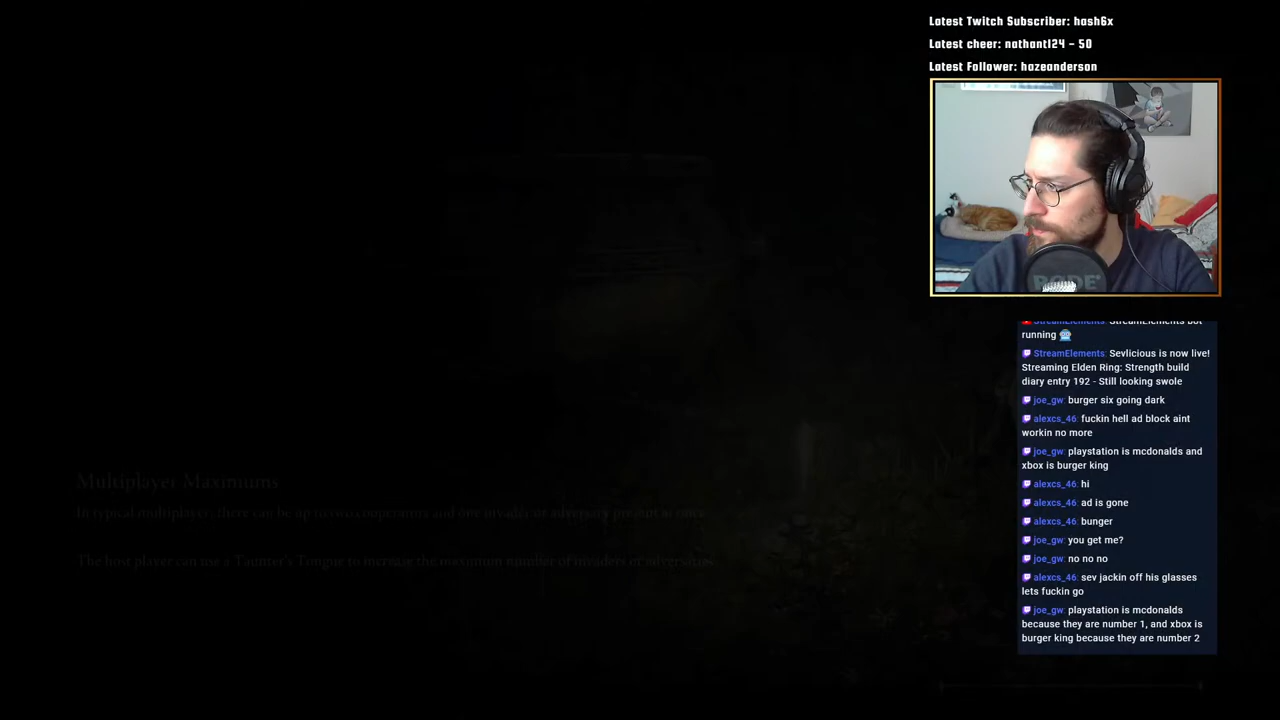 Latest Twitch Subscriber: hash6x
Latest cheer: nathant124 - 50
Latest Follower: hazeanderson
RODE
StreamElements: StreamElements bot
running
StreamElements: Sevlicious is now live!
Streaming Elden Ring: Strength build
diary entry 192 - Still looking swole
joe_gw: burger six going dark
alexcs_46: fuckin hell ad block aint
workin no more
joe_gw: playstation is mcdonalds and
xbox is burger king
alexcs_46: hi
alexcs_46: ad is gone
alexcs_46: bunger
joe_gw: you get me?
joe_gw: no no no
alexcs_46: sev jackin off his glasses
lets fuckin go
joe_gw: playstation is mcdonalds
because they are number 1, and xbox is
burger king because they are number 2
Multiplayer Maximums
In typical multiplayer, there can be up to two cooperators and one invader or adversary present at once.
The host player can use a Taunter's Tongue to increase the maximum number of invaders or adversaries.